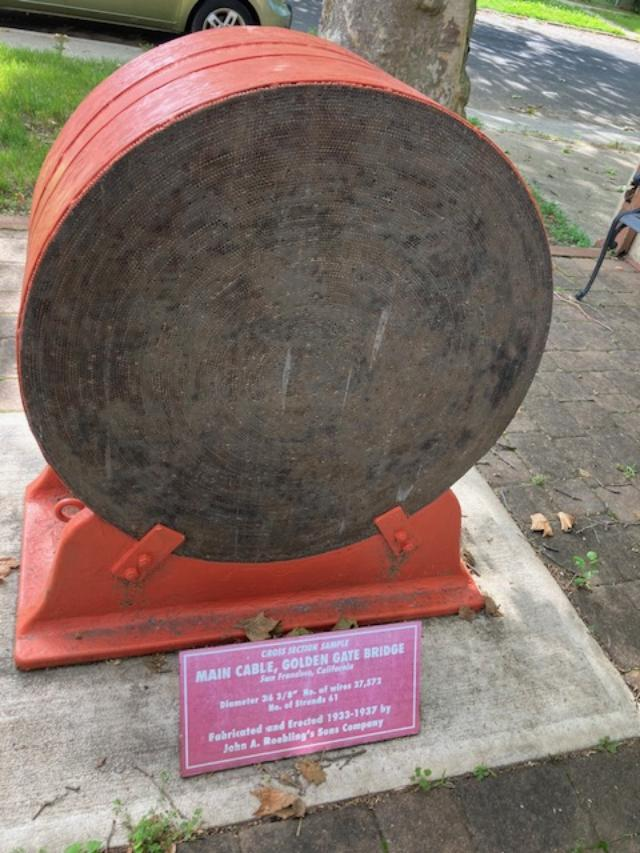 CROSS SECTION SAMPLE
MAIN CABLE, GOLDEN GATE BRIDGE
San Francisco, California
Diameter 36 3/8" No. of wires 27,572
No. of Strands 61
Fabricated and Erected 1933-1937 by
John A. Roebling's Sons Company